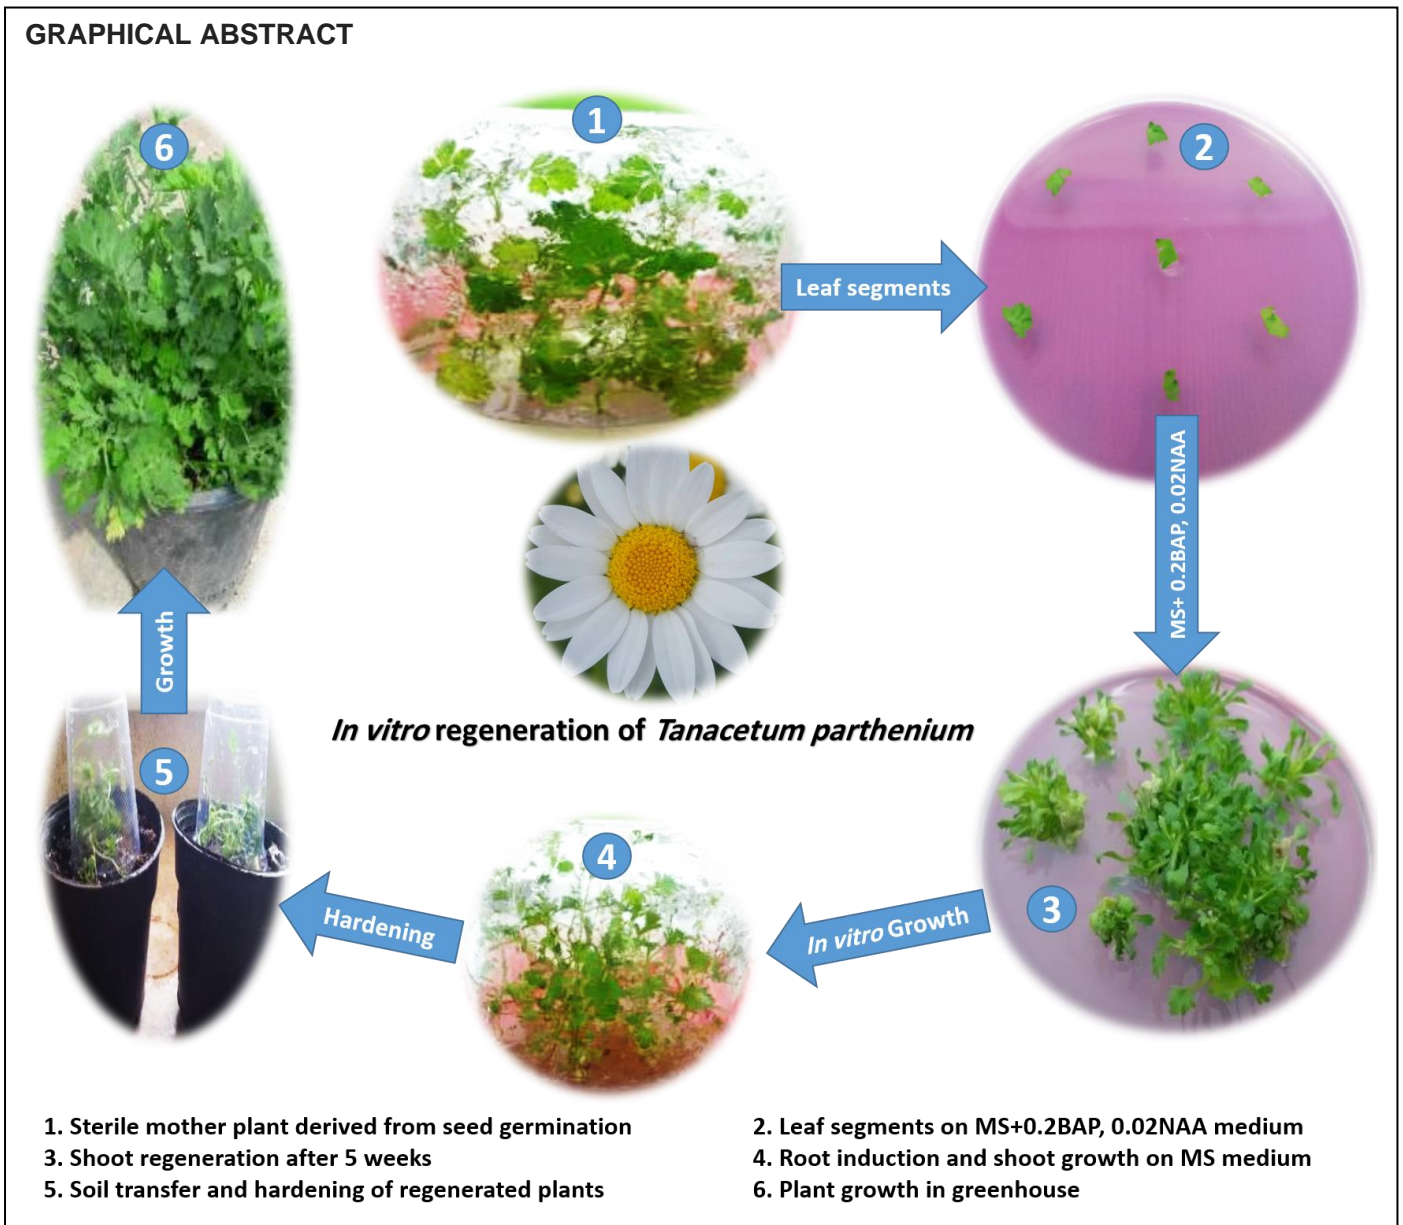 GRAPHICAL ABSTRACT
6
1
2
Leaf segments
MS+ 0.2BAP, 0.02NAA
Growth
In vitro regeneration of Tanacetum parthenium
5
4
3
In vitro Growth
Hardening
1. Sterile mother plant derived from seed germination
2. Leaf segments on MS+0.2BAP, 0.02NAA medium
3. Shoot regeneration after 5 weeks
4. Root induction and shoot growth on MS medium
5. Soil transfer and hardening of regenerated plants
6. Plant growth in greenhouse